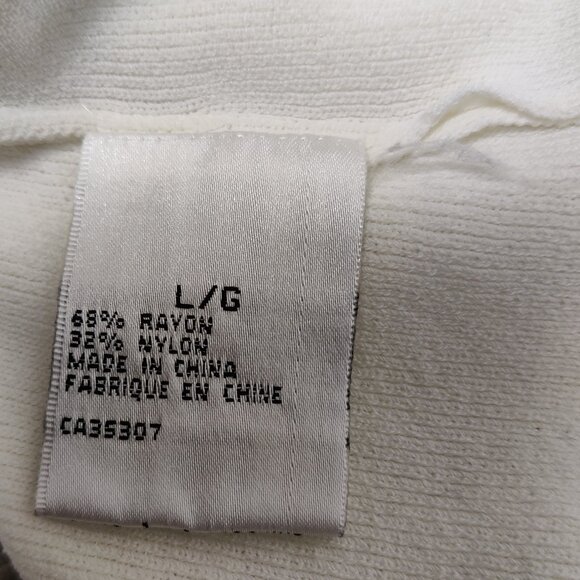 L/G
68% RAYON
32% NYLON
MADE IN CHINA
FABRIQUE EN CHINE
CA35307